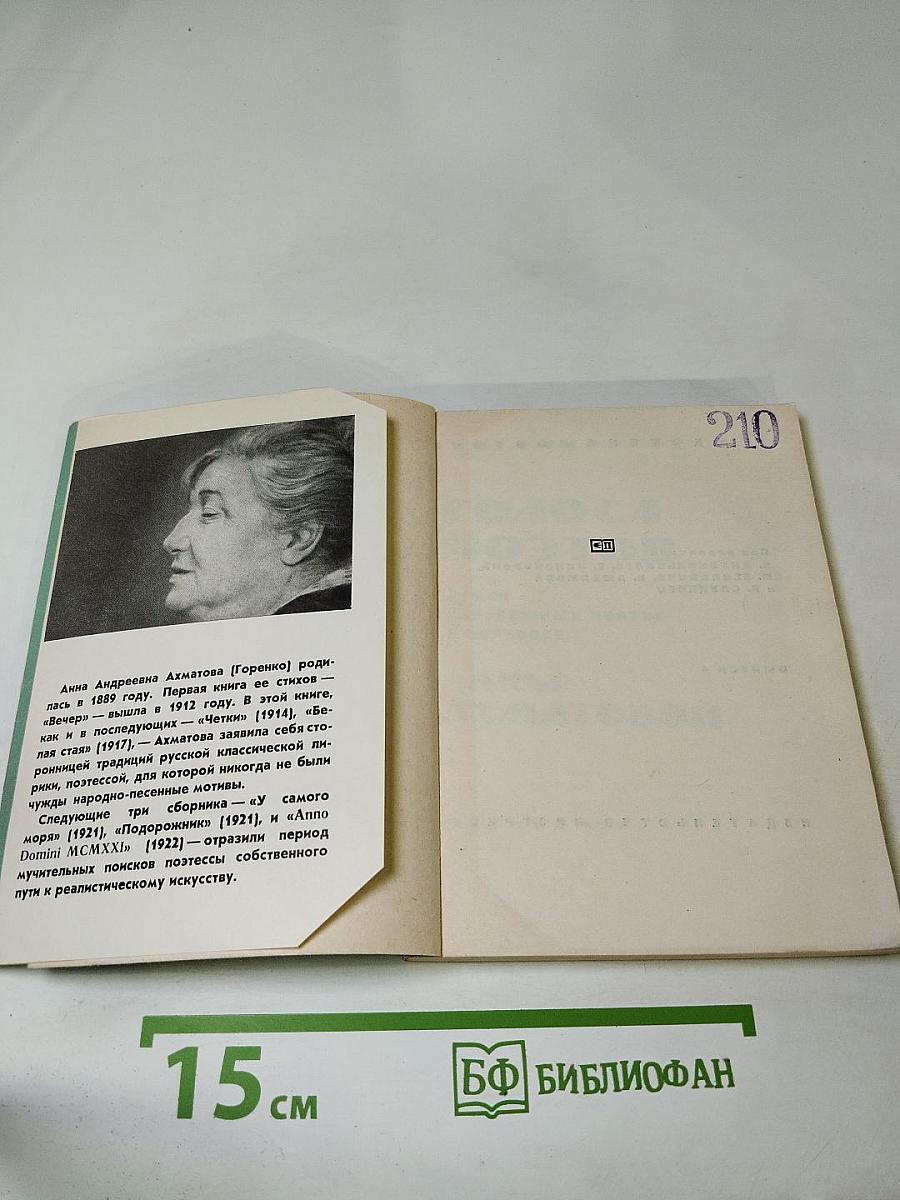 Анна Андреевна Ахматова (Горенко) роди-
лась в 1889 году. Первая книга ее стихов —
«Вечер» — вышла в 1912 году. В этой книге,
как и в последующих — «Четки» (1914), «Бе-
лая стая» (1917), — Ахматова заявила себя сто-
ронницей традиций русской классической ли-
рики, поэтессой, для которой никогда не были
чужды народно-песенные мотивы.
Следующие три сборника — «У самого
моря» (1921), «Подорожник» (1921), и «Anno
Domini MCMXXI» (1922) — отразили период
мучительных поисков поэтессы собственного
пути к реалистическому искусству.
210
15 см
БФ БИБЛИОФАН